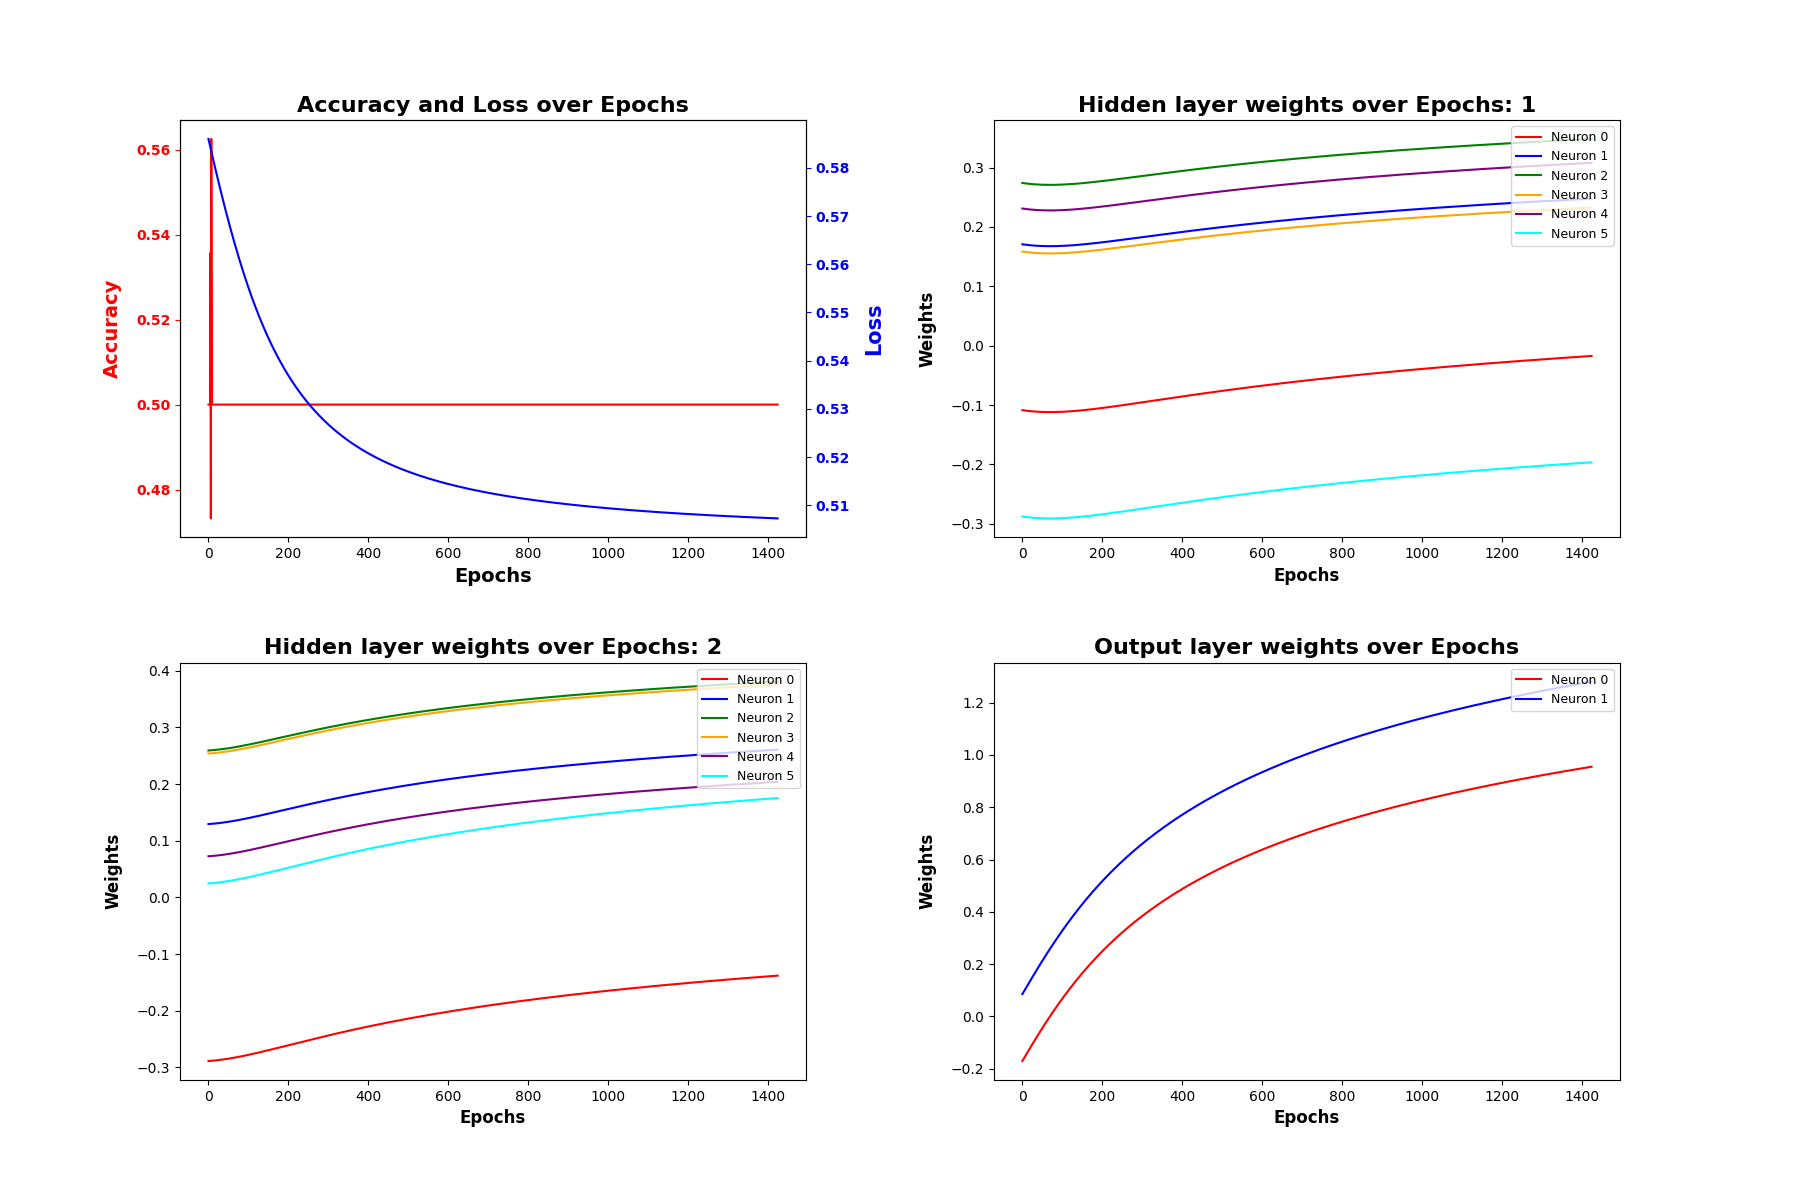 Accuracy and Loss over Epochs
0.56
0.54
0.52
0.50
0.48
Accuracy
0.58
0.57
0.56
0.55
0.54
0.53
0.52
0.51
Loss
0 200 400 600 800 1000 1200 1400
Epochs
Hidden layer weights over Epochs: 1
0.3
0.2
0.1
0.0
−0.1
−0.2
−0.3
Weights
Neuron 0
Neuron 1
Neuron 2
Neuron 3
Neuron 4
Neuron 5
0 200 400 600 800 1000 1200 1400
Epochs
Hidden layer weights over Epochs: 2
0.4
0.3
0.2
0.1
0.0
−0.1
−0.2
−0.3
Weights
Neuron 0
Neuron 1
Neuron 2
Neuron 3
Neuron 4
Neuron 5
0 200 400 600 800 1000 1200 1400
Epochs
Output layer weights over Epochs
1.2
1.0
0.8
0.6
0.4
0.2
0.0
−0.2
Weights
Neuron 0
Neuron 1
0 200 400 600 800 1000 1200 1400
Epochs